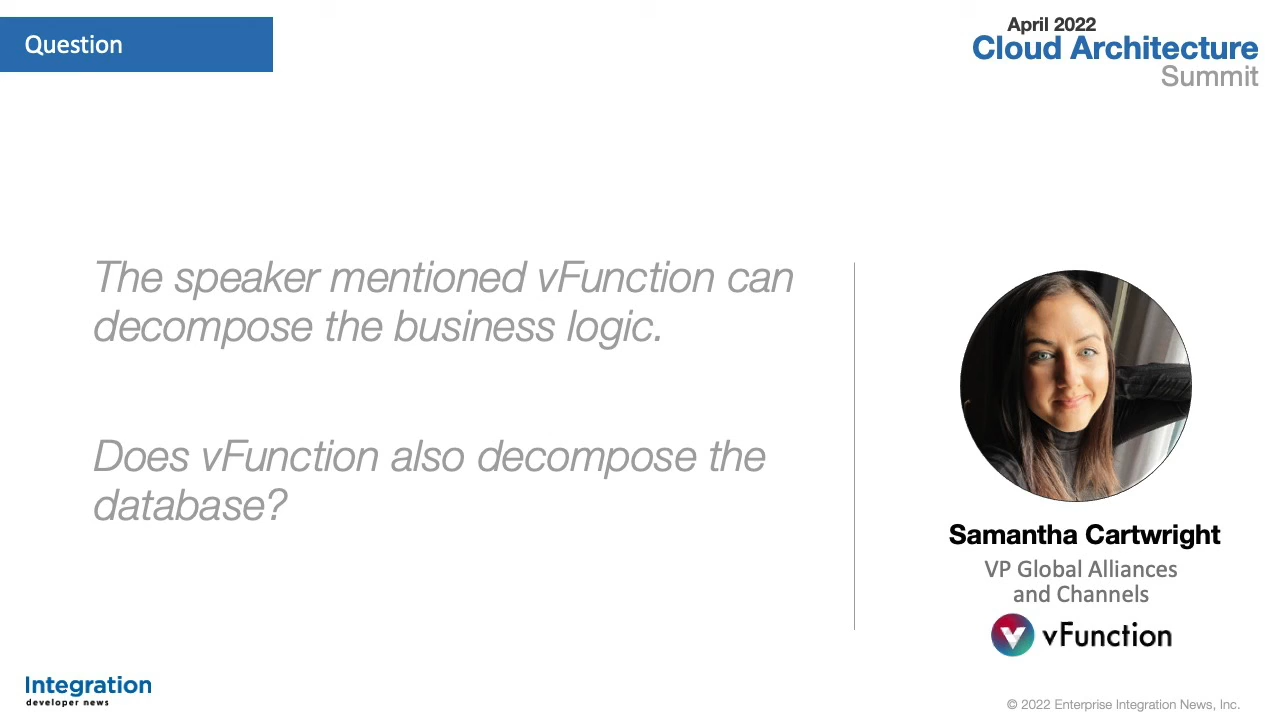 Question
April 2022
Cloud Architecture
Summit
The speaker mentioned vFunction can
decompose the business logic.
Does vFunction also decompose the
database?
Samantha Cartwright
VP Global Alliances
and Channels
vFunction
Integration
developer news
© 2022 Enterprise Integration News, Inc.